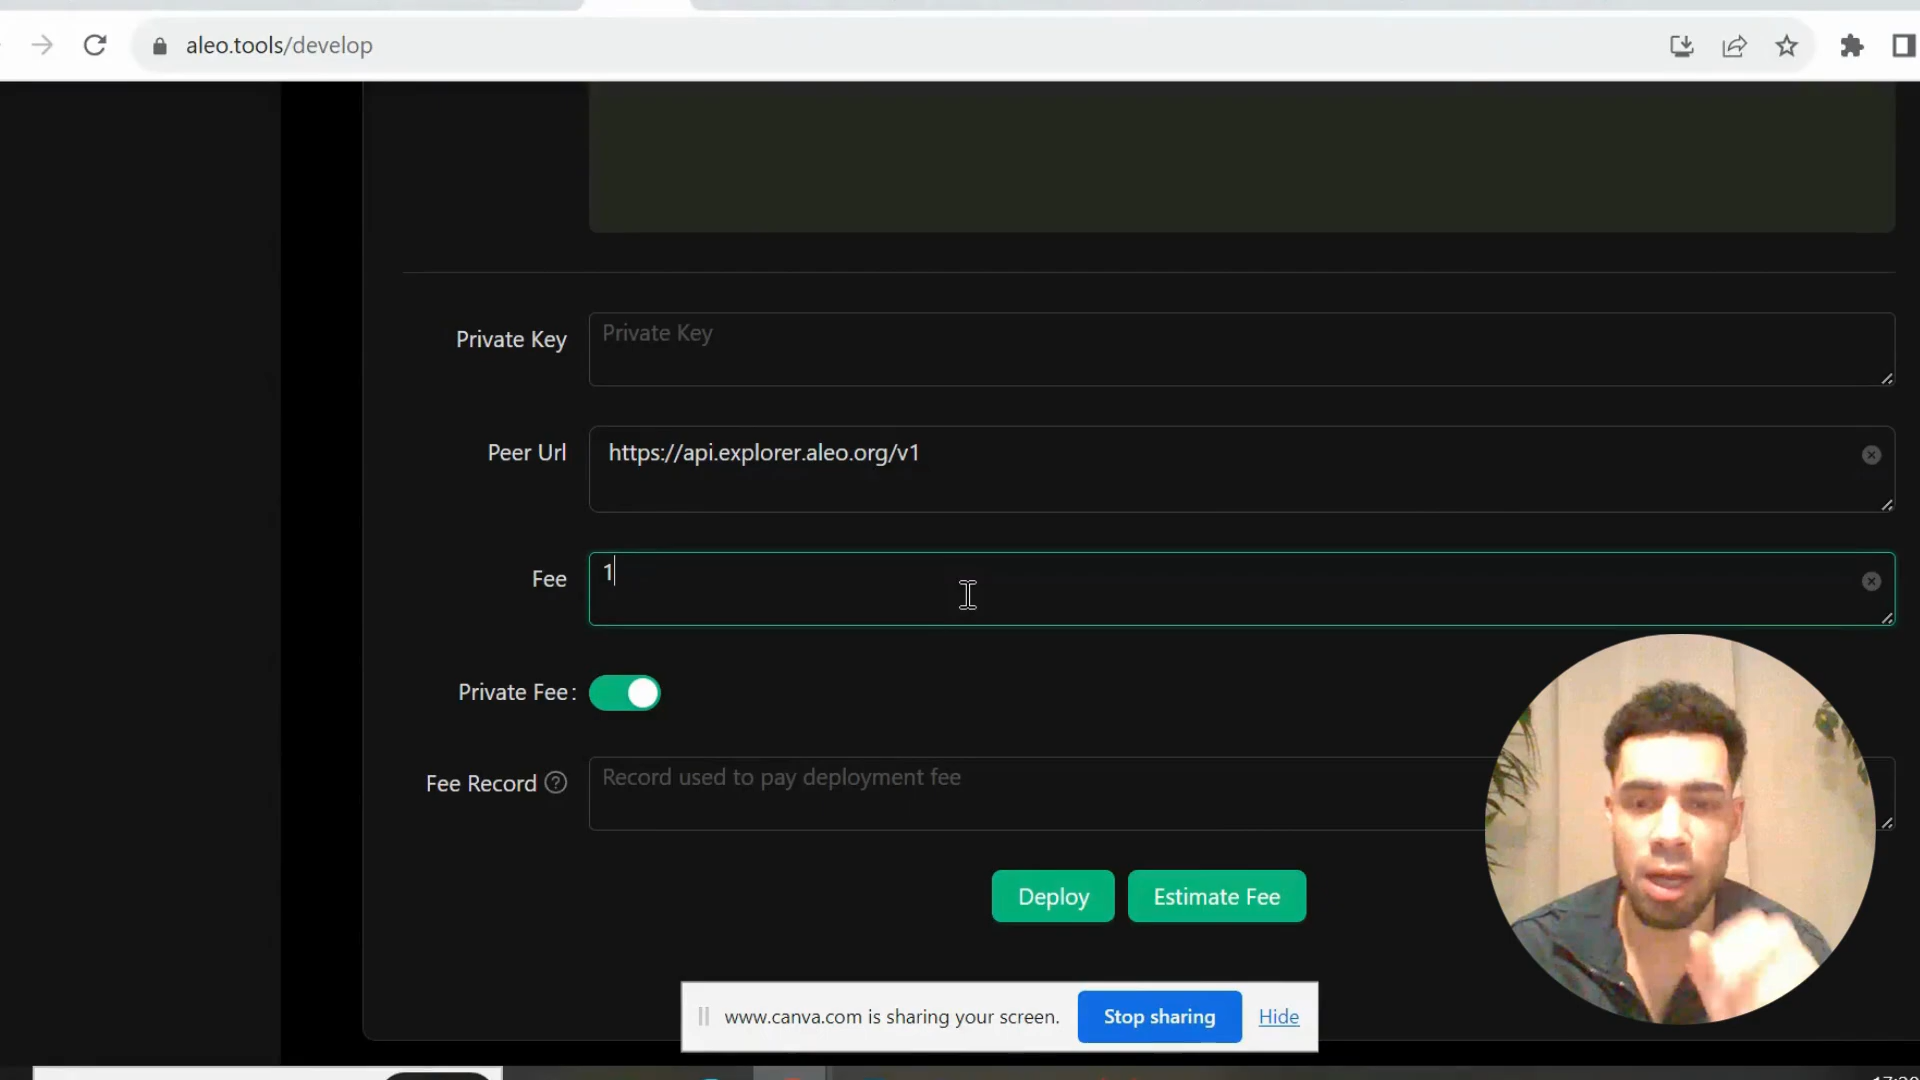 aleo.tools/develop
Private Key
Private Key
Peer Url
https://api.explorer.aleo.org/v1
Fee
1
Private Fee:
Fee Record
Record used to pay deployment fee
Deploy
Estimate Fee
www.canva.com is sharing your screen.
Stop sharing
Hide